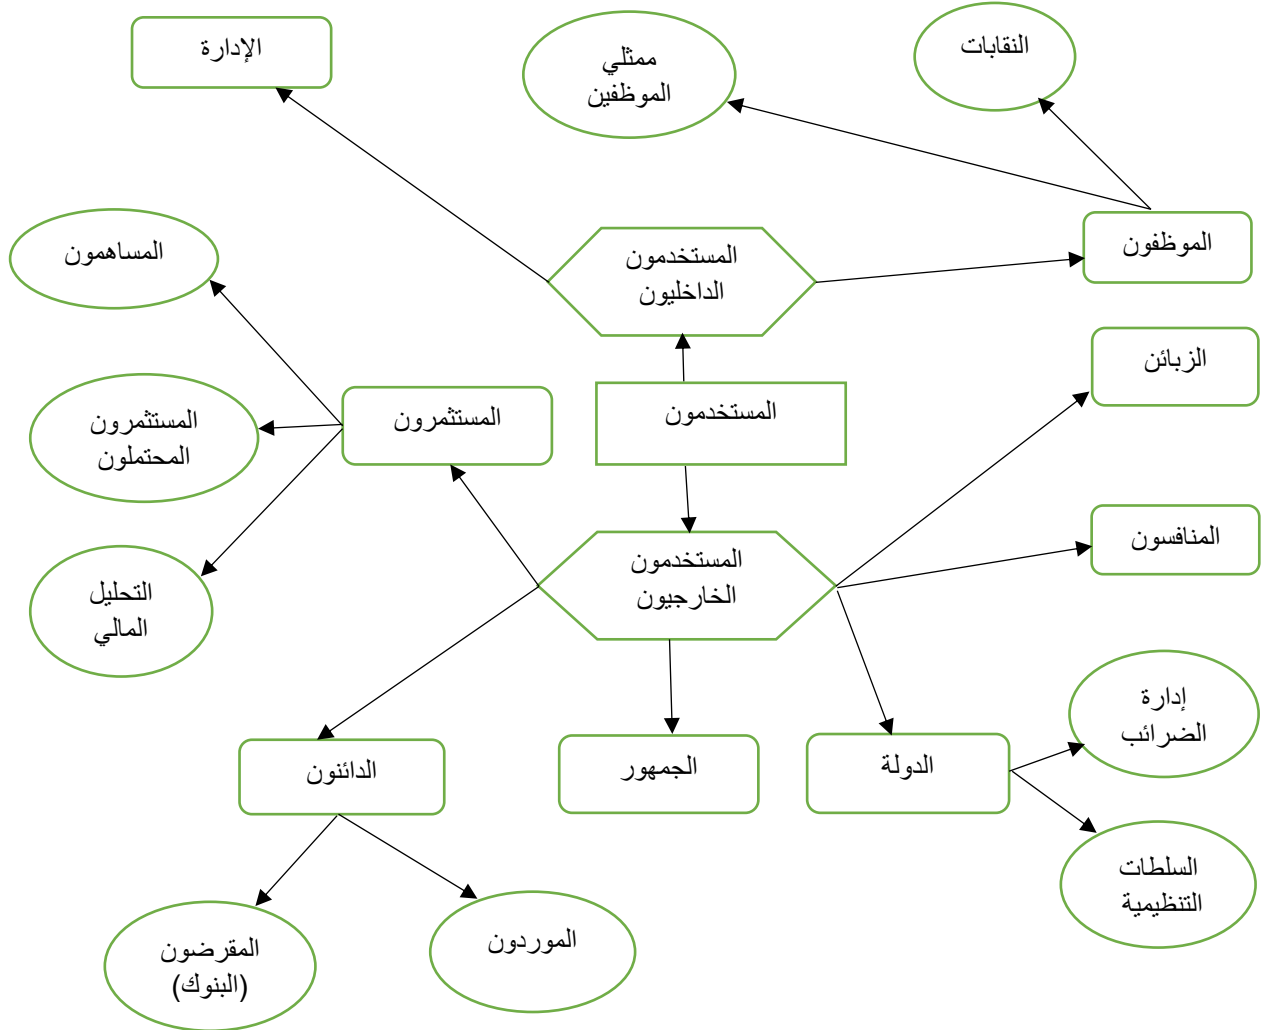 النقابات
ممثلي
الموظفين
الإدارة
الموظفون
المستخدمون
الداخليون
المساهمون
الزبائن
المستخدمون
المستثمرون
المستثمرون
المحتملون
المنافسون
المستخدمون
الخارجيون
التحليل
المالي
إدارة
الضرائب
الدولة
الجمهور
الدائنون
السلطات
التنظيمية
الموردون
المقرضون
(البنوك)